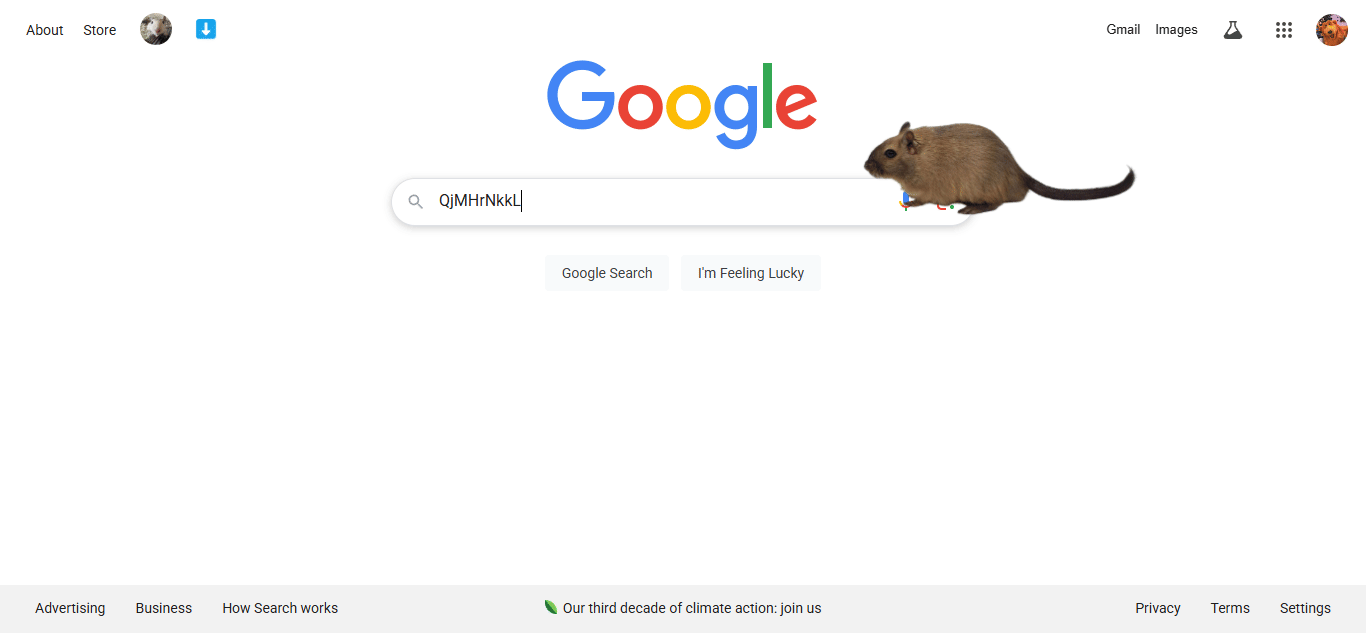 About Store Gmail Images
Google
QjMHrNkkL
Google Search I'm Feeling Lucky
Advertising Business How Search works Our third decade of climate action: join us Privacy Terms Settings